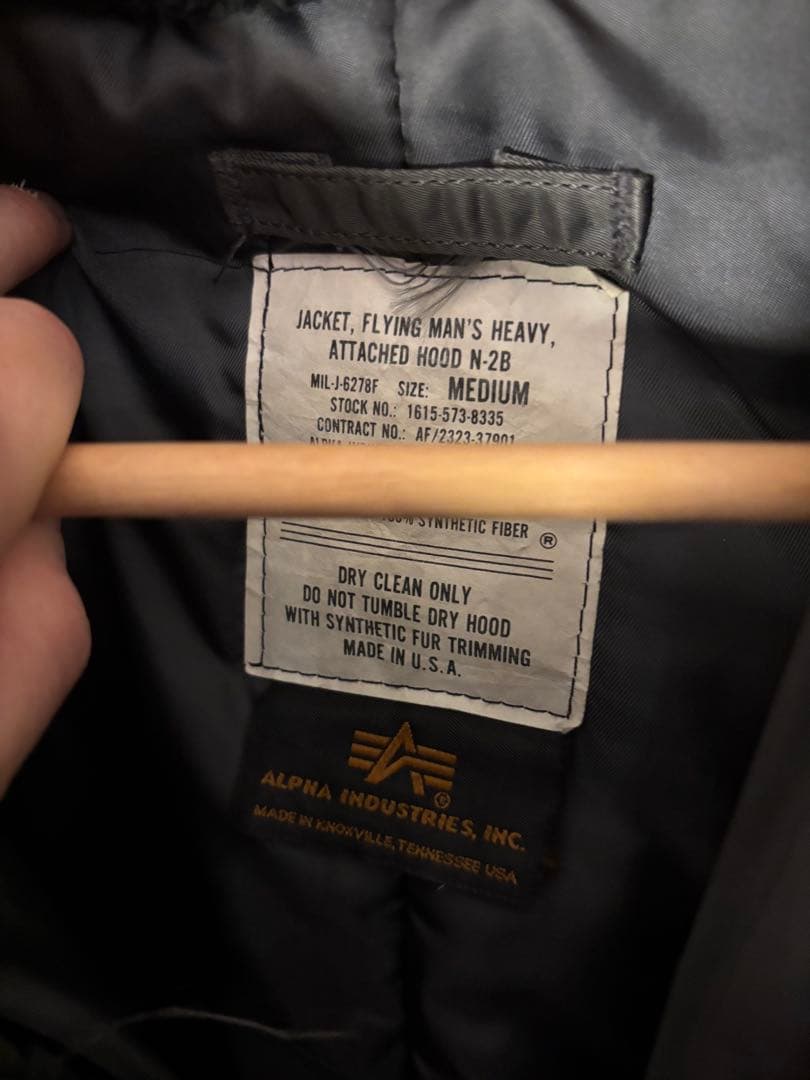 JACKET, FLYING MAN'S HEAVY,
ATTACHED HOOD N-2B
MIL-J-6278F SIZE: MEDIUM
STOCK NO.: 1615-573-8335
CONTRACT NO.: AF/2323-37901
SYNTHETIC FIBER ®
DRY CLEAN ONLY
DO NOT TUMBLE DRY HOOD
WITH SYNTHETIC FUR TRIMMING
MADE IN U.S.A.
ALPHA INDUSTRIES, INC. ®
MADE IN KNOXVILLE, TENNESSEE USA